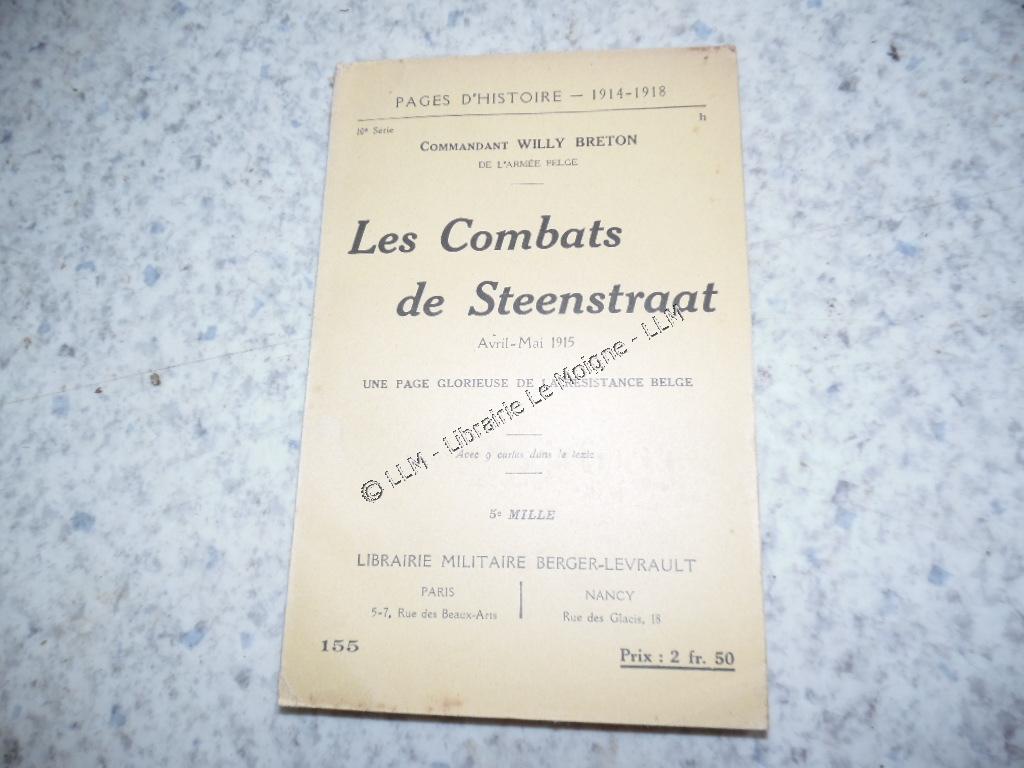 PAGES D'HISTOIRE — 1914-1918
10e Série h
COMMANDANT WILLY BRETON
DE L'ARMÉE BELGE
Les Combats
de Steenstraat
Avril-Mai 1915
UNE PAGE GLORIEUSE DE LA RÉSISTANCE BELGE
Avec 9 cartes dans le texte
5e MILLE
LIBRAIRIE MILITAIRE BERGER-LEVRAULT
PARIS
5-7, Rue des Beaux-Arts
NANCY
Rue des Glacis, 18
155
Prix : 2 fr. 50
© LLM - Librairie Le Moigne - LLM